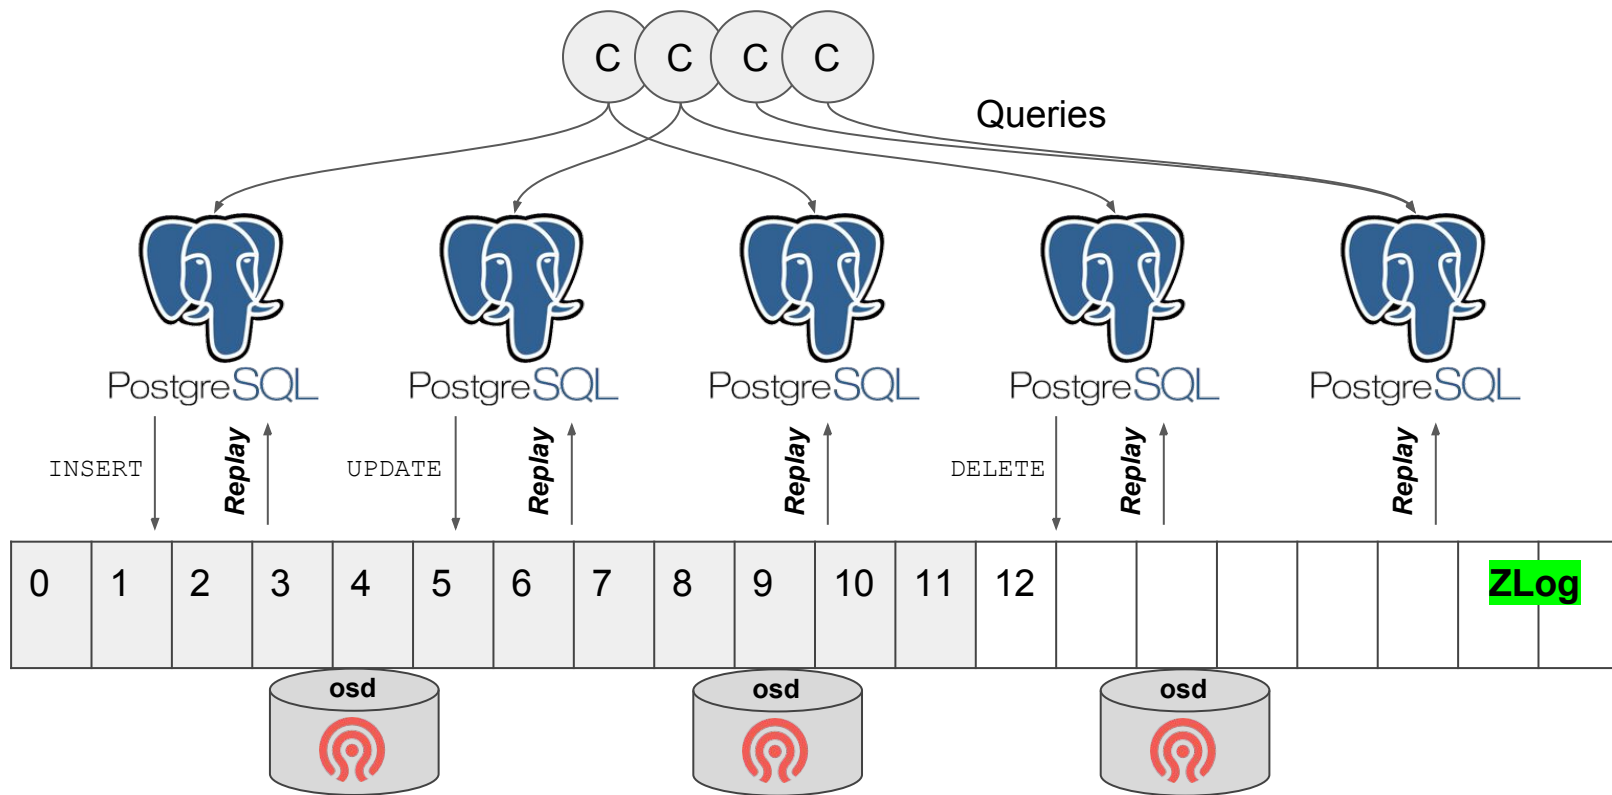 C C C C
Queries
PostgreSQL PostgreSQL PostgreSQL PostgreSQL PostgreSQL
INSERT Replay UPDATE Replay Replay DELETE Replay Replay
0 1 2 3 4 5 6 7 8 9 10 11 12 ZLog
osd osd osd